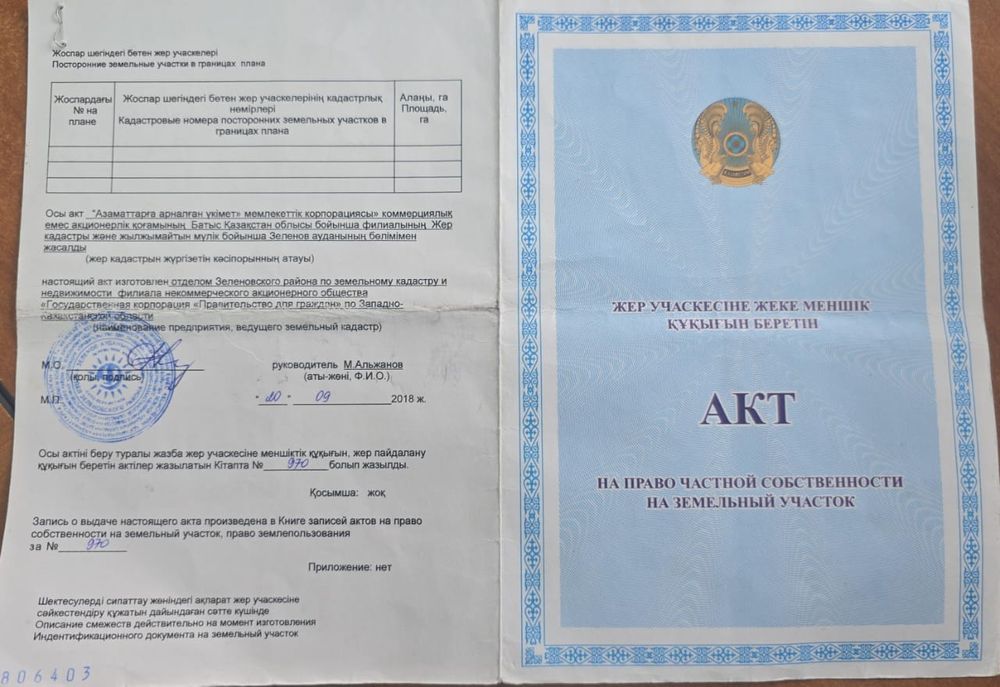 Жоспар шегіндегі бөтен жер учаскелері
Посторонние земельные участки в границах плана
Жоспардағы № на плане
Жоспар шегіндегі бөтен жер учаскелерінің кадастрлық нөмірлері
Кадастровые номера посторонних земельных участков в границах плана
Алаңы, га
Площадь, га
Осы акт "Азаматтарға арналған үкімет» мемлекеттік корпорациясы» коммерциялық
емес акционерлік қоғамының Батыс Қазақстан облысы бойынша филиалының Жер
кадастры және жылжымайтын мүлік бойынша Зеленов ауданының бөлімімен
жасалды
(жер кадастрын жүргізетін кәсіпорынның атауы)
настоящий акт изготовлен отделом Зеленовского района по земельному кадастру и
недвижимости филиала некоммерческого акционерного общества
«Государственная корпорация «Правительство для граждан» по Западно-
Казахстанской области
(наименование предприятия, ведущего земельный кадастр)
М.О. руководитель М.Альжанов
(қолы, подпись) (аты-жөні, Ф.И.О.)
М.П. "20" 09 2018 ж.
Осы актіні беру туралы жазба жер учаскесіне меншіктік құқығын, жер пайдалану
құқығын беретін актілер жазылатын Кітапта № 970 болып жазылды.
Қосымша: жоқ
Запись о выдаче настоящего акта произведена в Книге записей актов на право
собственности на земельный участок, право землепользования
за № 970
Приложение: нет
Шектесулерді сипаттау жөніндегі ақпарат жер учаскесіне
сәйкестендіру құжатын дайындаған сәтте күшінде
Описание смежеств действительно на момент изготовления
Индентификационного документа на земельный участок
806403
ЖЕР УЧАСКЕСІНЕ ЖЕКЕ МЕНШІК
ҚҰҚЫҒЫН БЕРЕТІН
АКТ
НА ПРАВО ЧАСТНОЙ СОБСТВЕННОСТИ
НА ЗЕМЕЛЬНЫЙ УЧАСТОК